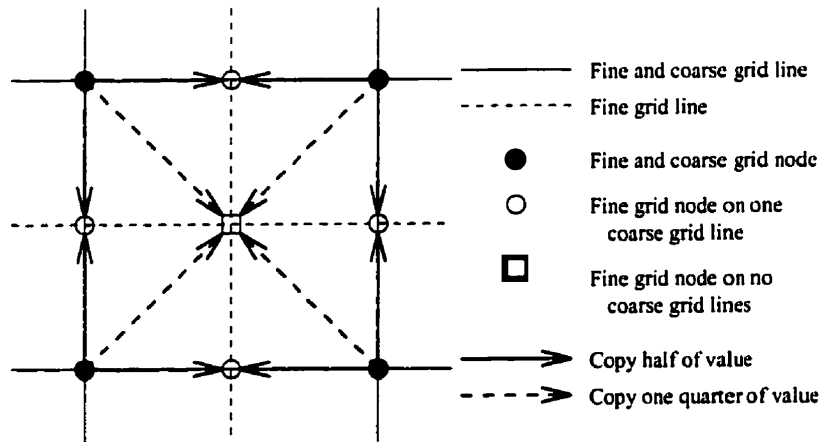 Fine and coarse grid line
Fine grid line
Fine and coarse grid node
Fine grid node on one
coarse grid line
Fine grid node on no
coarse grid lines
Copy half of value
Copy one quarter of value